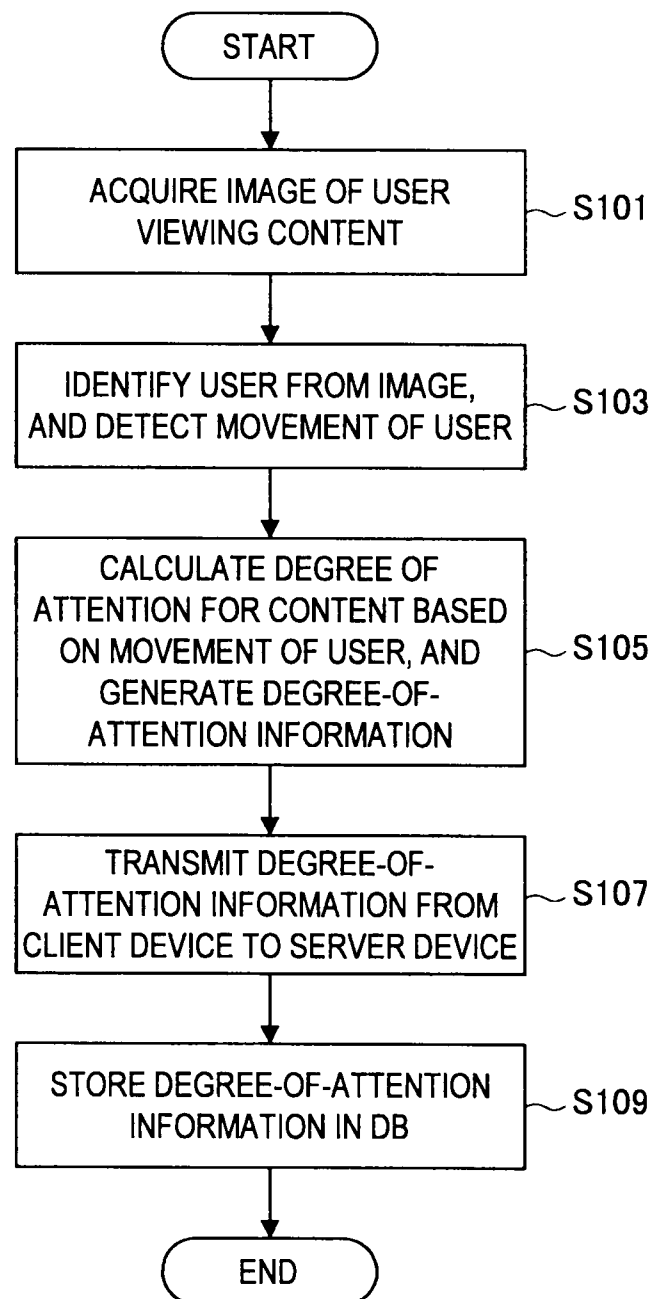 START
ACQUIRE IMAGE OF USER
VIEWING CONTENT
S101
IDENTIFY USER FROM IMAGE,
AND DETECT MOVEMENT OF USER
S103
CALCULATE DEGREE OF
ATTENTION FOR CONTENT BASED
ON MOVEMENT OF USER, AND
GENERATE DEGREE-OF-
ATTENTION INFORMATION
S105
TRANSMIT DEGREE-OF-
ATTENTION INFORMATION FROM
CLIENT DEVICE TO SERVER DEVICE
S107
STORE DEGREE-OF-ATTENTION
INFORMATION IN DB
S109
END